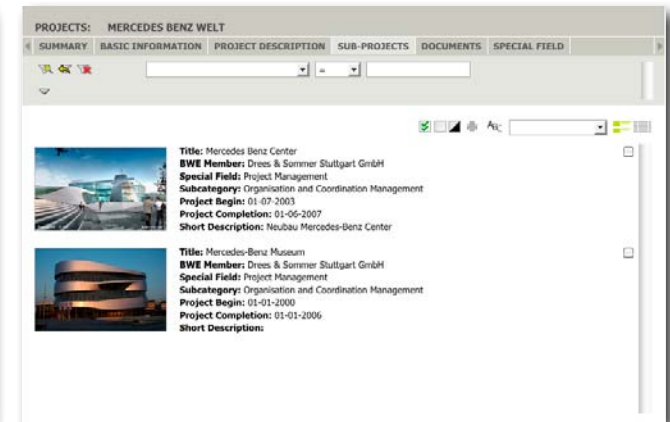 PROJECTS: MERCEDES BENZ WELT
SUMMARY BASIC INFORMATION PROJECT DESCRIPTION SUB-PROJECTS DOCUMENTS SPECIAL FIELD
=
ABC
Title: Mercedes Benz Center
BWE Member: Drees & Sommer Stuttgart GmbH
Special Field: Project Management
Subcategory: Organisation and Coordination Management
Project Begin: 01-07-2003
Project Completion: 01-06-2007
Short Description: Neubau Mercedes-Benz Center
Title: Mercedes-Benz Museum
BWE Member: Drees & Sommer Stuttgart GmbH
Special Field: Project Management
Subcategory: Organisation and Coordination Management
Project Begin: 01-01-2000
Project Completion: 01-01-2006
Short Description: